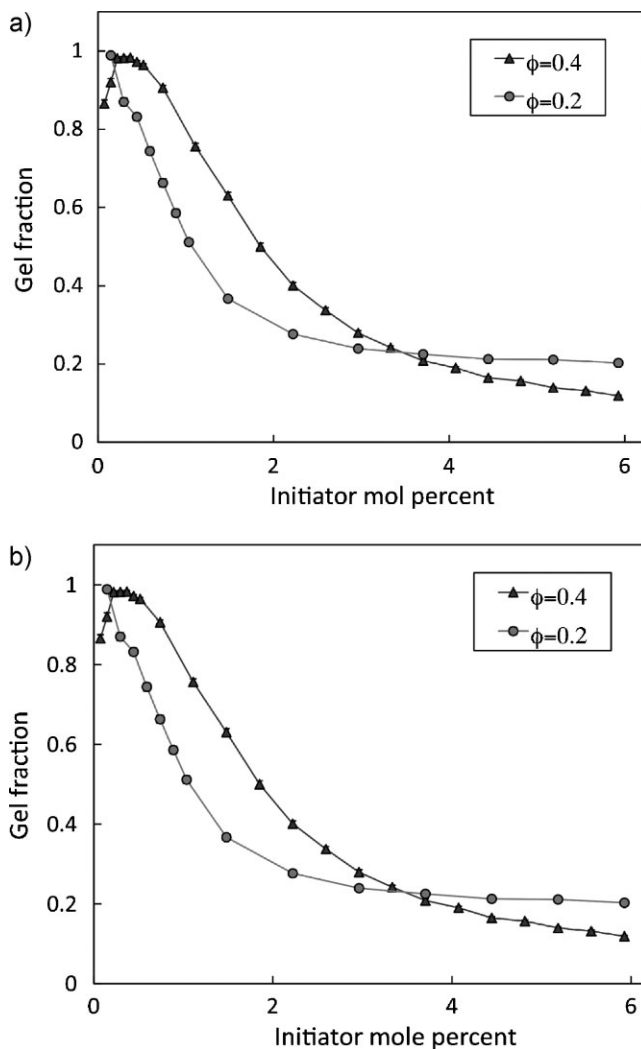 a)
1
0.8
0.6
0.4
0.2
0
Gel fraction
ϕ=0.4
ϕ=0.2
0 2 4 6
Initiator mol percent
b)
1
0.8
0.6
0.4
0.2
0
Gel fraction
ϕ=0.4
ϕ=0.2
0 2 4 6
Initiator mole percent